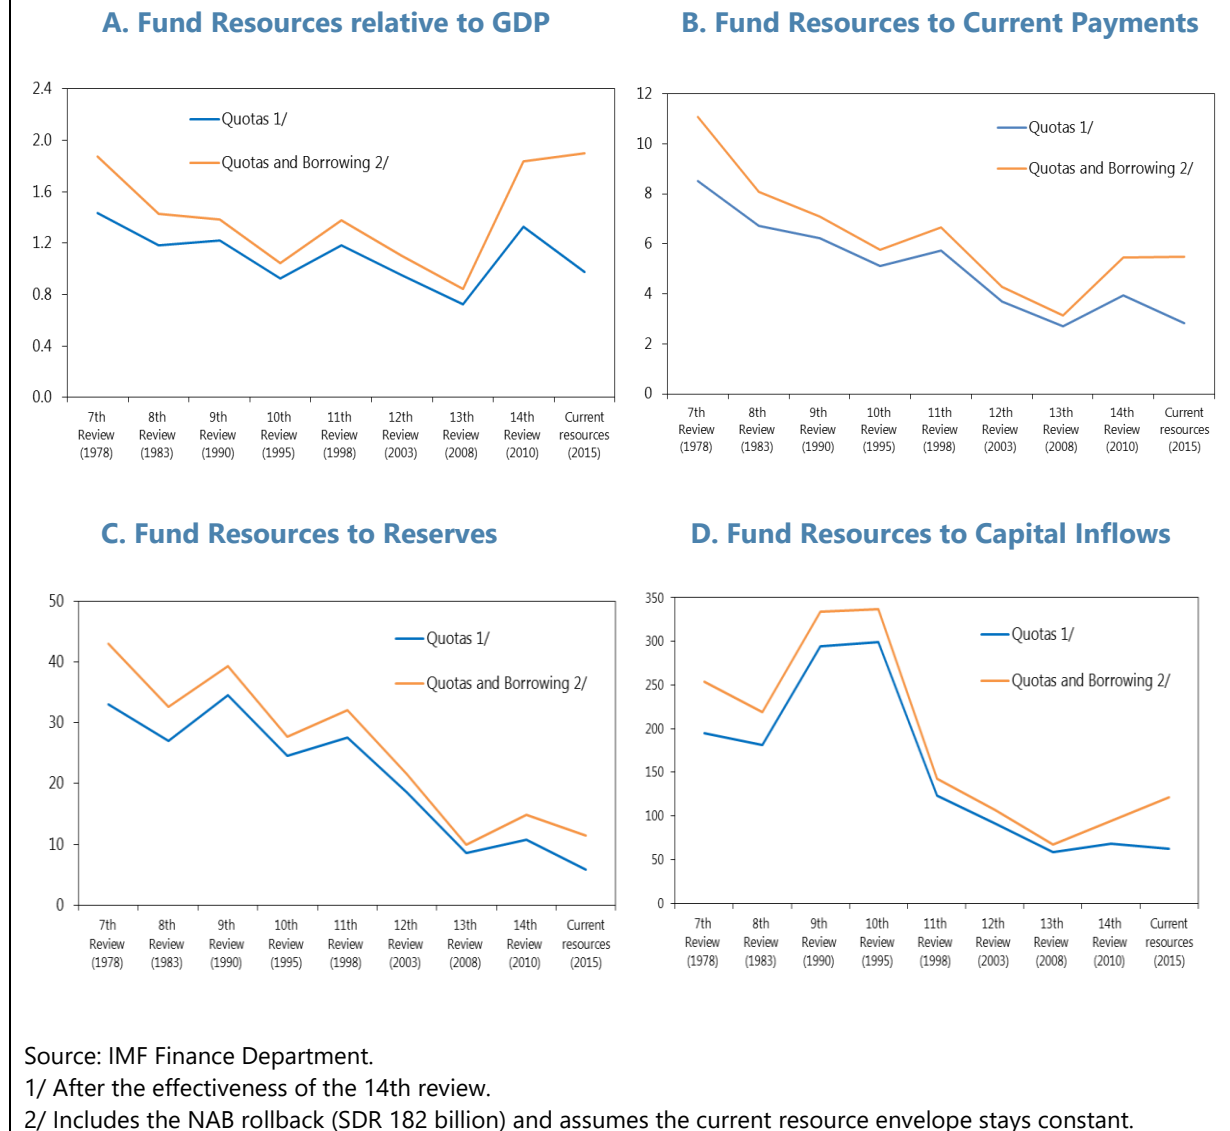 A. Fund Resources relative to GDP
2.4
2.0
1.6
1.2
0.8
0.4
0.0
Quotas 1/
Quotas and Borrowing 2/
7th Review (1978)
8th Review (1983)
9th Review (1990)
10th Review (1995)
11th Review (1998)
12th Review (2003)
13th Review (2008)
14th Review (2010)
Current resources (2015)
B. Fund Resources to Current Payments
12
10
8
6
4
2
0
Quotas 1/
Quotas and Borrowing 2/
7th Review (1978)
8th Review (1983)
9th Review (1990)
10th Review (1995)
11th Review (1998)
12th Review (2003)
13th Review (2008)
14th Review (2010)
Current resources (2015)
C. Fund Resources to Reserves
50
40
30
20
10
0
Quotas 1/
Quotas and Borrowing 2/
7th Review (1978)
8th Review (1983)
9th Review (1990)
10th Review (1995)
11th Review (1998)
12th Review (2003)
13th Review (2008)
14th Review (2010)
Current resources (2015)
D. Fund Resources to Capital Inflows
350
300
250
200
150
100
50
0
Quotas 1/
Quotas and Borrowing 2/
7th Review (1978)
8th Review (1983)
9th Review (1990)
10th Review (1995)
11th Review (1998)
12th Review (2003)
13th Review (2008)
14th Review (2010)
Current resources (2015)
Source: IMF Finance Department.
1/ After the effectiveness of the 14th review.
2/ Includes the NAB rollback (SDR 182 billion) and assumes the current resource envelope stays constant.